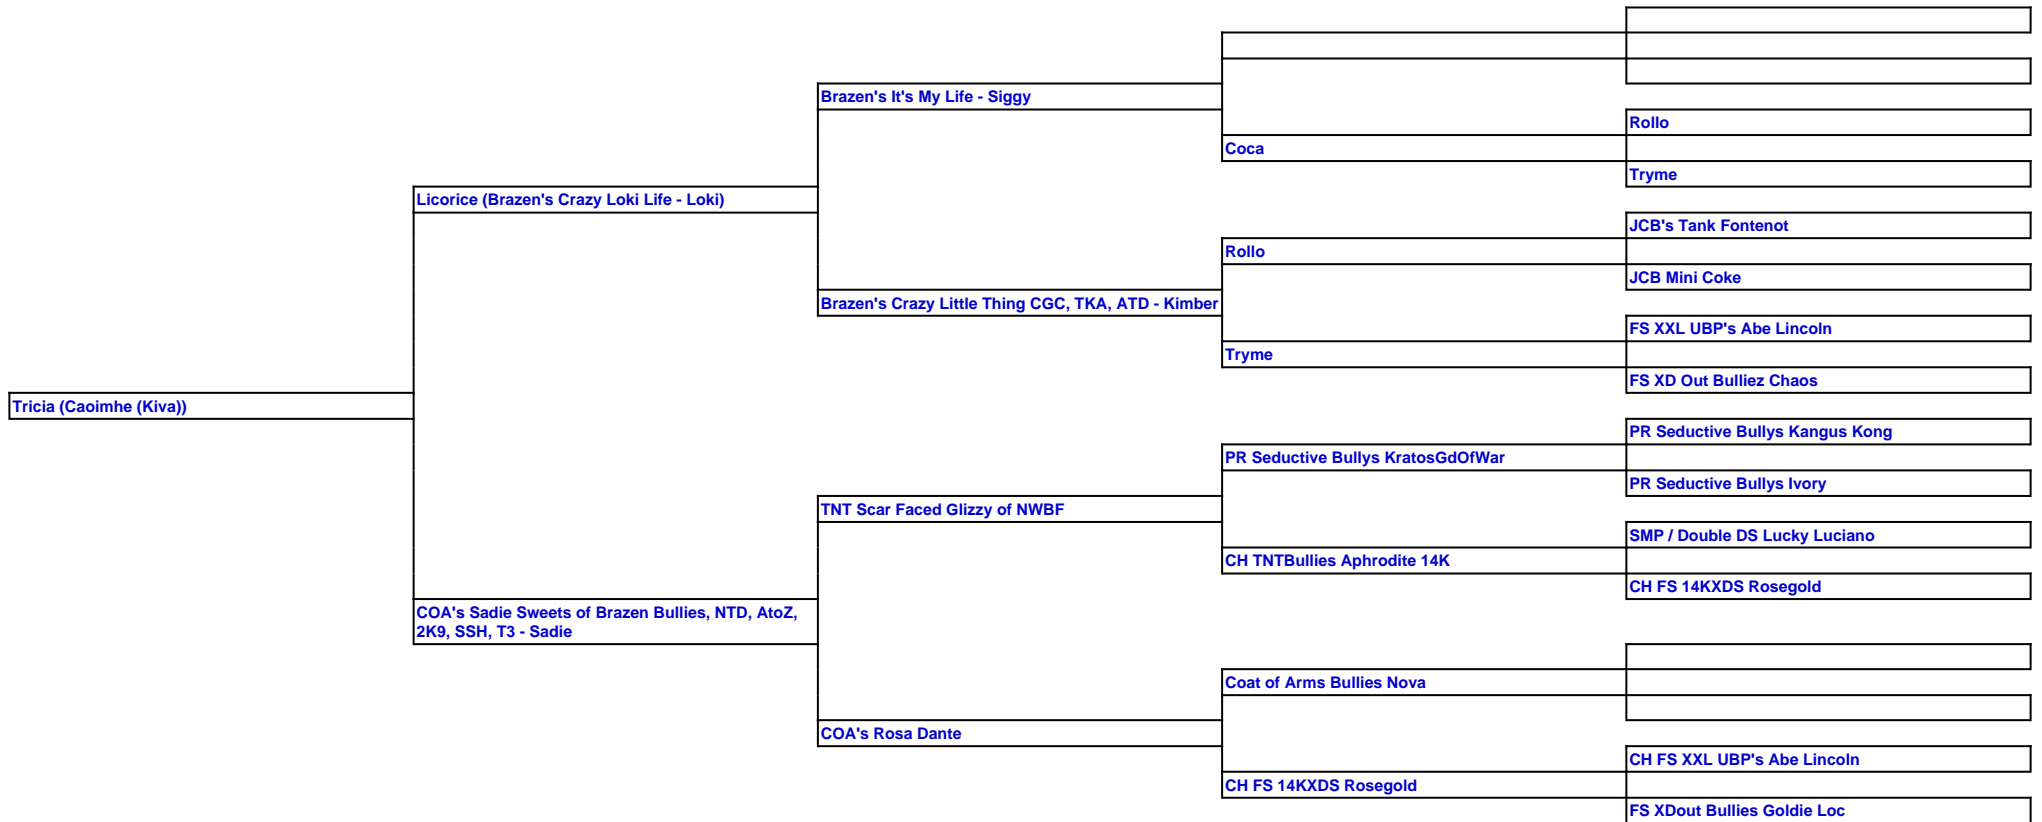 Brazen's It's My Life - Siggy
Rollo
Coca
Tryme
Licorice (Brazen's Crazy Loki Life - Loki)
JCB's Tank Fontenot
Rollo
JCB Mini Coke
Brazen's Crazy Little Thing CGC, TKA, ATD - Kimber
FS XXL UBP's Abe Lincoln
Tryme
FS XD Out Bulliez Chaos
Tricia (Caoimhe (Kiva))
PR Seductive Bullys Kangus Kong
PR Seductive Bullys KratosGdOfWar
PR Seductive Bullys Ivory
TNT Scar Faced Glizzy of NWBF
SMP / Double DS Lucky Luciano
CH TNTBullies Aphrodite 14K
CH FS 14KXDS Rosegold
COA's Sadie Sweets of Brazen Bullies, NTD, AtoZ,
2K9, SSH, T3 - Sadie
Coat of Arms Bullies Nova
COA's Rosa Dante
CH FS XXL UBP's Abe Lincoln
CH FS 14KXDS Rosegold
FS XDout Bullies Goldie Loc